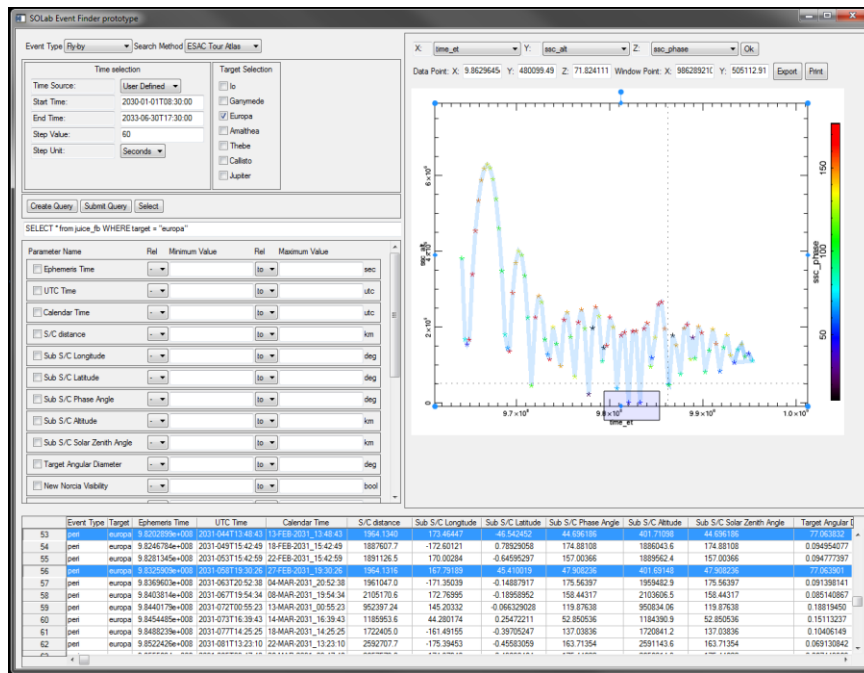 SOLab Event Finder prototype
Event Type Fly-by Search Method ESAC Tour Atlas
Time selection
Time Source: User Defined
Start Time: 2030-01-01T08:30:00
End Time: 2033-06-30T17:30:00
Step Value: 60
Step Unit: Seconds
Target Selection
Io
Ganymede
Europa
Amalthea
Thebe
Callisto
Jupiter
Create Query Submit Query Select
SELECT * from juice_fb WHERE target = "europa"
Parameter Name Rel Minimum Value Rel Maximum Value
Ephemeris Time - to sec
UTC Time - to utc
Calendar Time - to utc
S/C distance - to km
Sub S/C Longitude - to deg
Sub S/C Latitude - to deg
Sub S/C Phase Angle - to deg
Sub S/C Altitude - to km
Sub S/C Solar Zenith Angle - to km
Target Angular Diameter - to deg
New Norcia Visibility - to bool
X: time_et Y: ssc_alt Z: ssc_phase Ok
Data Point: X: 9.8629645 Y: 480099.49 Z: 71.824111 Window Point: X: 98628921 Y: 505112.91 Export Print
ssc_alt
0
9.7×10⁸
9.9×10⁸
1.0×10
time_et
150
100
50
ssc_phase
Event Type Target Ephemeris Time UTC Time Calendar Time S/C distance Sub S/C Longitude Sub S/C Latitude Sub S/C Phase Angle Sub S/C Altitude Sub S/C Solar Zenith Angle Target Angular
53 peri europa 9.8202899e+008 2031-044T13:48:43 13-FEB-2031_13:48:43 1964.1340 173.46447 -46.542452 44.696186 401.71098 44.696186 77.063832
54 peri europa 9.8246784e+008 2031-049T15:42:49 18-FEB-2031_15:42:49 1887607.7 -172.60121 0.78929058 174.88108 1886043.6 174.88108 0.094954077
55 peri europa 9.8281345e+008 2031-053T15:42:59 22-FEB-2031_15:42:59 1891126.5 170.00284 -0.64595297 157.00366 1889562.4 157.00366 0.094777397
56 peri europa 9.8325903e+008 2031-058T19:30:26 27-FEB-2031_19:30:26 1964.1316 167.79189 45.410019 47.908236 401.69148 47.908236 77.063901
57 peri europa 9.8369603e+008 2031-063T20:52:38 04-MAR-2031_20:52:38 1961047.0 -171.35039 -0.14887917 175.56397 1959482.9 175.56397 0.091398141
58 peri europa 9.8403814e+008 2031-067T19:54:34 08-MAR-2031_19:54:34 2105170.6 172.76995 -0.18958952 158.44317 2103606.5 158.44317 0.085140867
59 peri europa 9.8440179e+008 2031-072T00:55:23 13-MAR-2031_00:55:23 952397.24 145.20332 -0.066329028 119.87638 950834.06 119.87638 0.18819450
60 peri europa 9.8454485e+008 2031-073T16:39:43 14-MAR-2031_16:39:43 1185953.6 44.280174 0.25472211 52.850536 1184390.9 52.850536 0.15113237
61 peri europa 9.8488235e+008 2031-077T14:25:25 18-MAR-2031_14:25:25 1722405.0 -161.49155 -0.39705247 137.03836 1720841.2 137.03836 0.10406149
62 peri europa 9.8522426e+008 2031-081T13:23:10 22-MAR-2031_13:23:10 2592707.7 -175.39453 -0.45583059 163.71354 2591143.6 163.71354 0.069130842